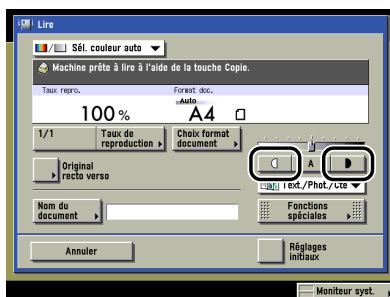 Lire
Sél. couleur auto
Machine prête à lire à l'aide de la touche Copie.
Taux repro.
Format doc.
Auto
100 %
A4
1/1
Taux de
reproduction
Choix format
document
A
Original
recto verso
Text./Phot./Cte
Nom du
document
Fonctions
spéciales
Annuler
Réglages
initiaux
Moniteur syst.